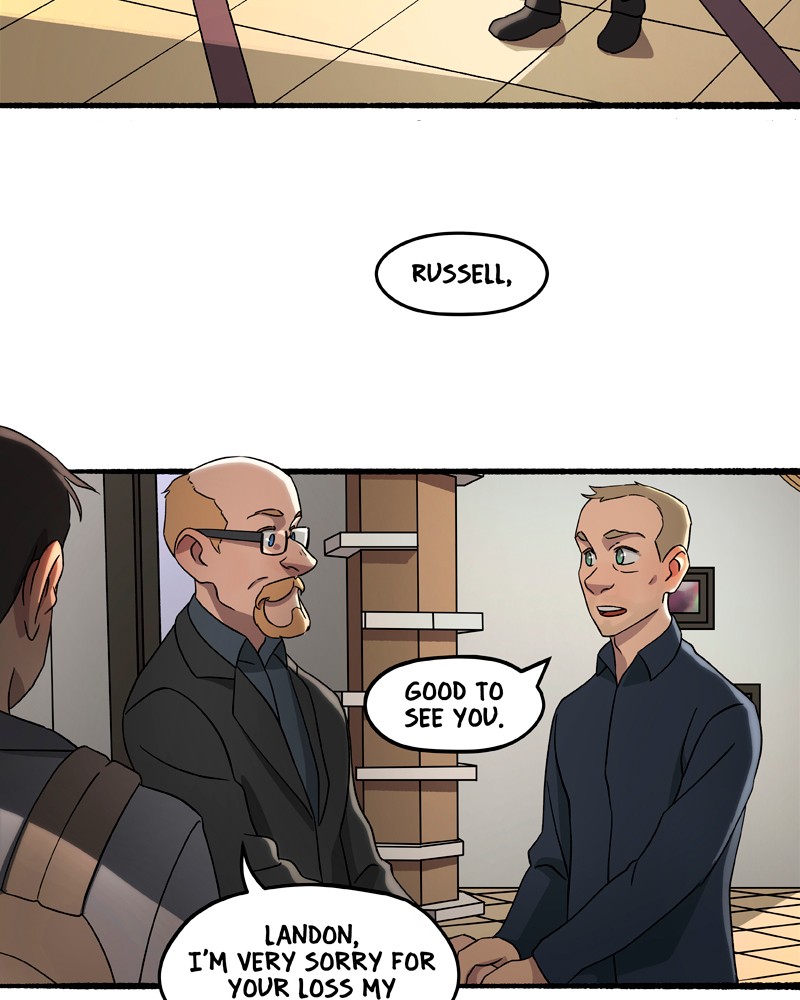 RUSSELL,
GOOD TO
SEE YOU.
LANDON,
I'M VERY SORRY FOR
YOUR LOSS MY